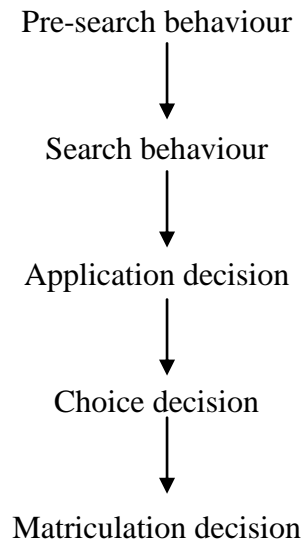 Pre-search behaviour
Search behaviour
Application decision
Choice decision
Matriculation decision